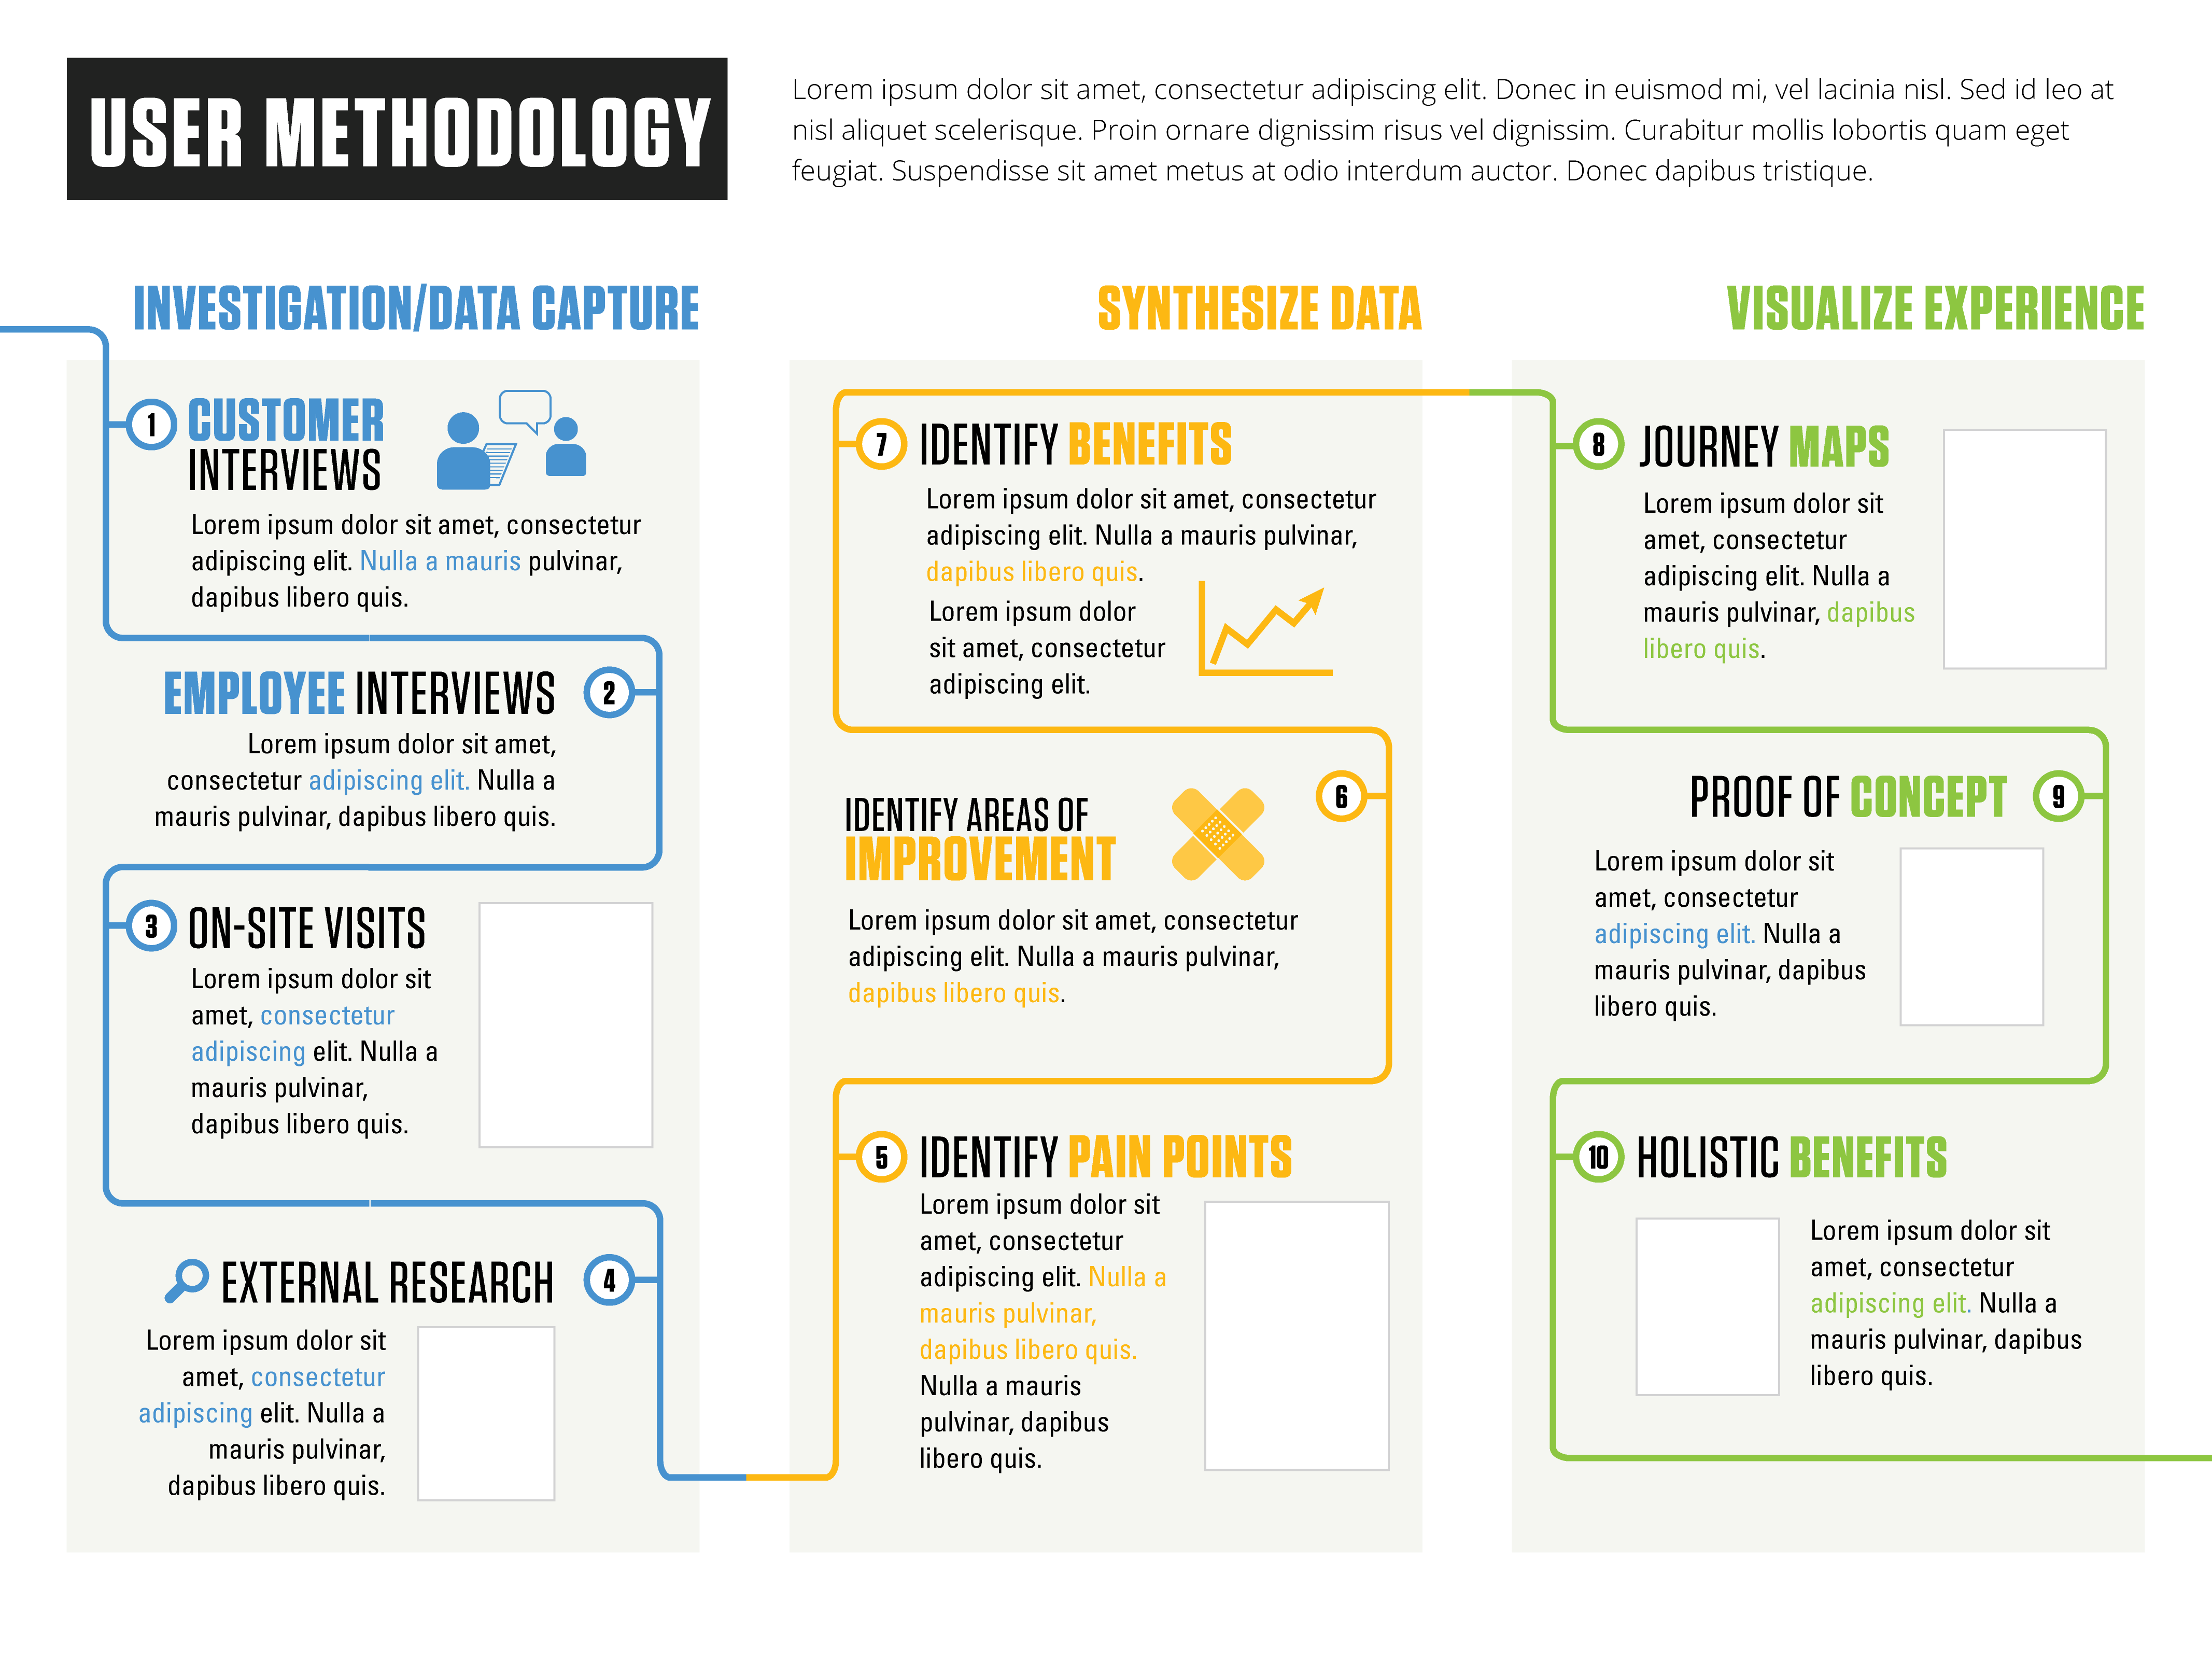 USER METHODOLOGY
Lorem ipsum dolor sit amet, consectetur adipiscing elit. Donec in euismod mi, vel lacinia nisl. Sed id leo at
nisl aliquet scelerisque. Proin ornare dignissim risus vel dignissim. Curabitur mollis lobortis quam eget
feugiat. Suspendisse sit amet metus at odio interdum auctor. Donec dapibus tristique.
INVESTIGATION/DATA CAPTURE
1
CUSTOMER
INTERVIEWS
Lorem ipsum dolor sit amet, consectetur
adipiscing elit. Nulla a mauris pulvinar,
dapibus libero quis.
EMPLOYEE INTERVIEWS
2
Lorem ipsum dolor sit amet,
consectetur adipiscing elit. Nulla a
mauris pulvinar, dapibus libero quis.
3
ON-SITE VISITS
Lorem ipsum dolor sit
amet, consectetur
adipiscing elit. Nulla a
mauris pulvinar,
dapibus libero quis.
EXTERNAL RESEARCH
4
Lorem ipsum dolor sit
amet, consectetur
adipiscing elit. Nulla a
mauris pulvinar,
dapibus libero quis.
SYNTHESIZE DATA
7
IDENTIFY BENEFITS
Lorem ipsum dolor sit amet, consectetur
adipiscing elit. Nulla a mauris pulvinar,
dapibus libero quis.
Lorem ipsum dolor
sit amet, consectetur
adipiscing elit.
6
IDENTIFY AREAS OF
IMPROVEMENT
Lorem ipsum dolor sit amet, consectetur
adipiscing elit. Nulla a mauris pulvinar,
dapibus libero quis.
5
IDENTIFY PAIN POINTS
Lorem ipsum dolor sit
amet, consectetur
adipiscing elit. Nulla a
mauris pulvinar,
dapibus libero quis.
Nulla a mauris
pulvinar, dapibus
libero quis.
VISUALIZE EXPERIENCE
8
JOURNEY MAPS
Lorem ipsum dolor sit
amet, consectetur
adipiscing elit. Nulla a
mauris pulvinar, dapibus
libero quis.
PROOF OF CONCEPT
9
Lorem ipsum dolor sit
amet, consectetur
adipiscing elit. Nulla a
mauris pulvinar, dapibus
libero quis.
10
HOLISTIC BENEFITS
Lorem ipsum dolor sit
amet, consectetur
adipiscing elit. Nulla a
mauris pulvinar, dapibus
libero quis.